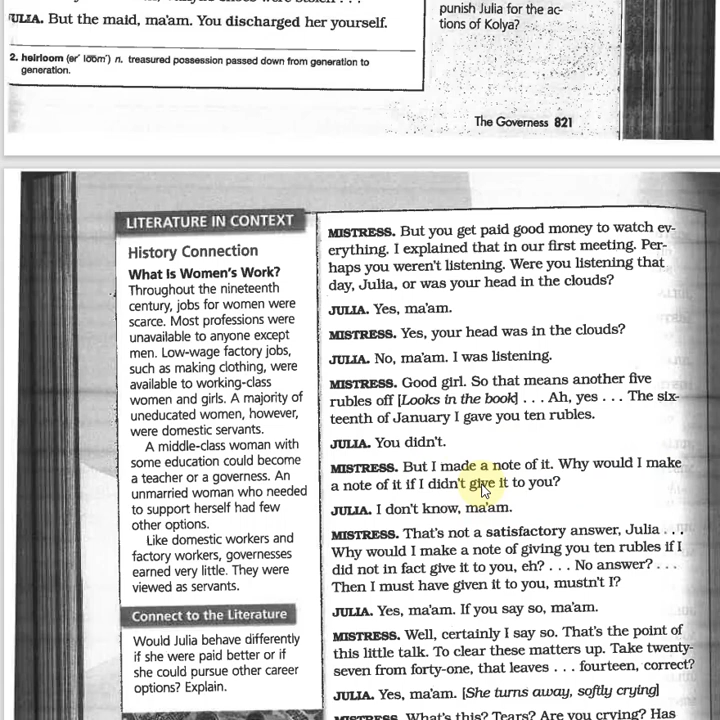 JULIA. But the maid, ma'am. You discharged her yourself.
2. heirloom (er′ lo͞om′) n. treasured possession passed down from generation to
generation.
punish Julia for the ac-
tions of Kolya?
The Governess 821
LITERATURE IN CONTEXT
History Connection
What Is Women's Work?
Throughout the nineteenth
century, jobs for women were
scarce. Most professions were
unavailable to anyone except
men. Low-wage factory jobs,
such as making clothing, were
available to working-class
women and girls. A majority of
uneducated women, however,
were domestic servants.
A middle-class woman with
some education could become
a teacher or a governess. An
unmarried woman who needed
to support herself had few
other options.
Like domestic workers and
factory workers, governesses
earned very little. They were
viewed as servants.
Connect to the Literature
Would Julia behave differently
if she were paid better or if
she could pursue other career
options? Explain.
MISTRESS. But you get paid good money to watch ev-
erything. I explained that in our first meeting. Per-
haps you weren't listening. Were you listening that
day, Julia, or was your head in the clouds?
JULIA. Yes, ma'am.
MISTRESS. Yes, your head was in the clouds?
JULIA. No, ma'am. I was listening.
MISTRESS. Good girl. So that means another five
rubles off [Looks in the book] . . . Ah, yes . . . The six-
teenth of January I gave you ten rubles.
JULIA. You didn't.
MISTRESS. But I made a note of it. Why would I make
a note of it if I didn't give it to you?
JULIA. I don't know, ma'am.
MISTRESS. That's not a satisfactory answer, Julia . . .
Why would I make a note of giving you ten rubles if I
did not in fact give it to you, eh? . . . No answer? . . .
Then I must have given it to you, mustn't I?
JULIA. Yes, ma'am. If you say so, ma'am.
MISTRESS. Well, certainly I say so. That's the point of
this little talk. To clear these matters up. Take twenty-
seven from forty-one, that leaves . . . fourteen, correct?
JULIA. Yes, ma'am. [She turns away, softly crying]
MISTRESS. What's this? Tears? Are you crying? Has